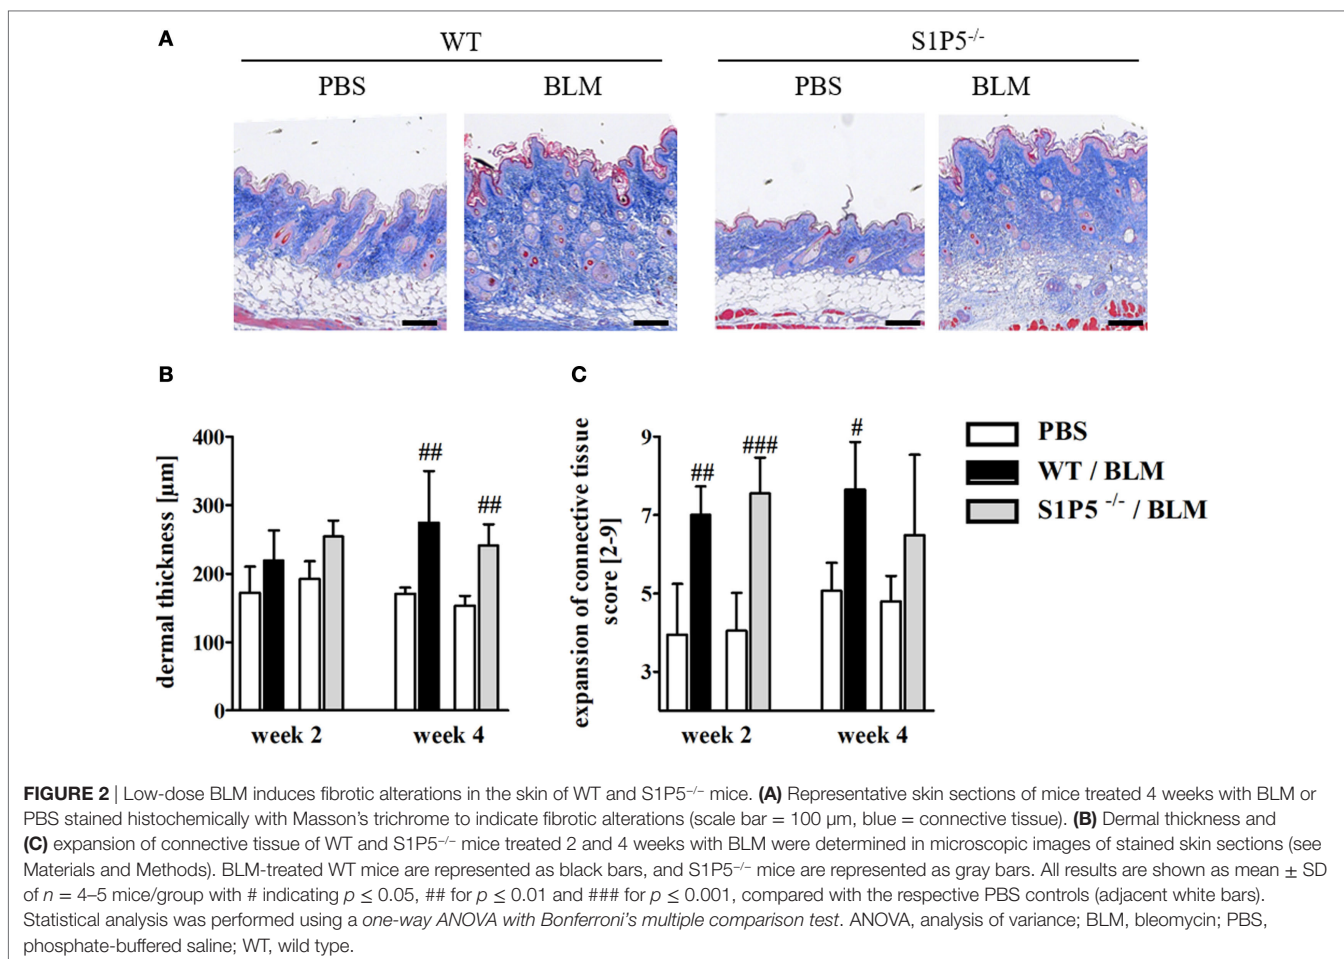 A
WT
S1P5-/-
PBS
BLM
PBS
BLM
B
dermal thickness [µm]
400
300
200
100
0
##
##
week 2
week 4
C
expansion of connective tissue
score [2-9]
9
7
5
3
##
###
#
week 2
week 4
PBS
WT / BLM
S1P5 -/- / BLM
FIGURE 2 | Low-dose BLM induces fibrotic alterations in the skin of WT and S1P5−/− mice. (A) Representative skin sections of mice treated 4 weeks with BLM or
PBS stained histochemically with Masson’s trichrome to indicate fibrotic alterations (scale bar = 100 µm, blue = connective tissue). (B) Dermal thickness and
(C) expansion of connective tissue of WT and S1P5−/− mice treated 2 and 4 weeks with BLM were determined in microscopic images of stained skin sections (see
Materials and Methods). BLM-treated WT mice are represented as black bars, and S1P5−/− mice are represented as gray bars. All results are shown as mean ± SD
of n = 4–5 mice/group with # indicating p ≤ 0.05, ## for p ≤ 0.01 and ### for p ≤ 0.001, compared with the respective PBS controls (adjacent white bars).
Statistical analysis was performed using a one-way ANOVA with Bonferroni’s multiple comparison test. ANOVA, analysis of variance; BLM, bleomycin; PBS,
phosphate-buffered saline; WT, wild type.